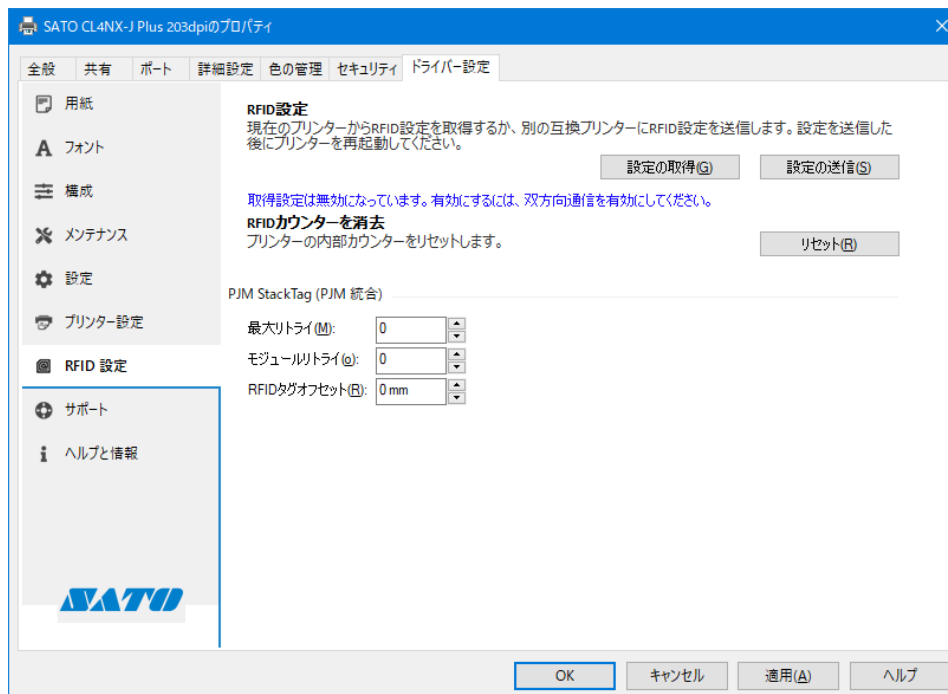 SATO CL4NX-J Plus 203dpiのプロパティ
全般 共有 ポート 詳細設定 色の管理 セキュリティ ドライバー設定
用紙
フォント
構成
メンテナンス
設定
プリンター設定
RFID 設定
サポート
ヘルプと情報
SATO
RFID設定
現在のプリンターからRFID設定を取得するか、別の互換プリンターにRFID設定を送信します。設定を送信した
後にプリンターを再起動してください。
設定の取得(G) 設定の送信(S)
取得設定は無効になっています。有効にするには、双方向通信を有効にしてください。
RFIDカウンターを消去
プリンターの内部カウンターをリセットします。
リセット(R)
PJM StackTag (PJM 統合)
最大リトライ(M): 0
モジュールリトライ(o): 0
RFIDタグオフセット(R): 0 mm
OK キャンセル 適用(A) ヘルプ